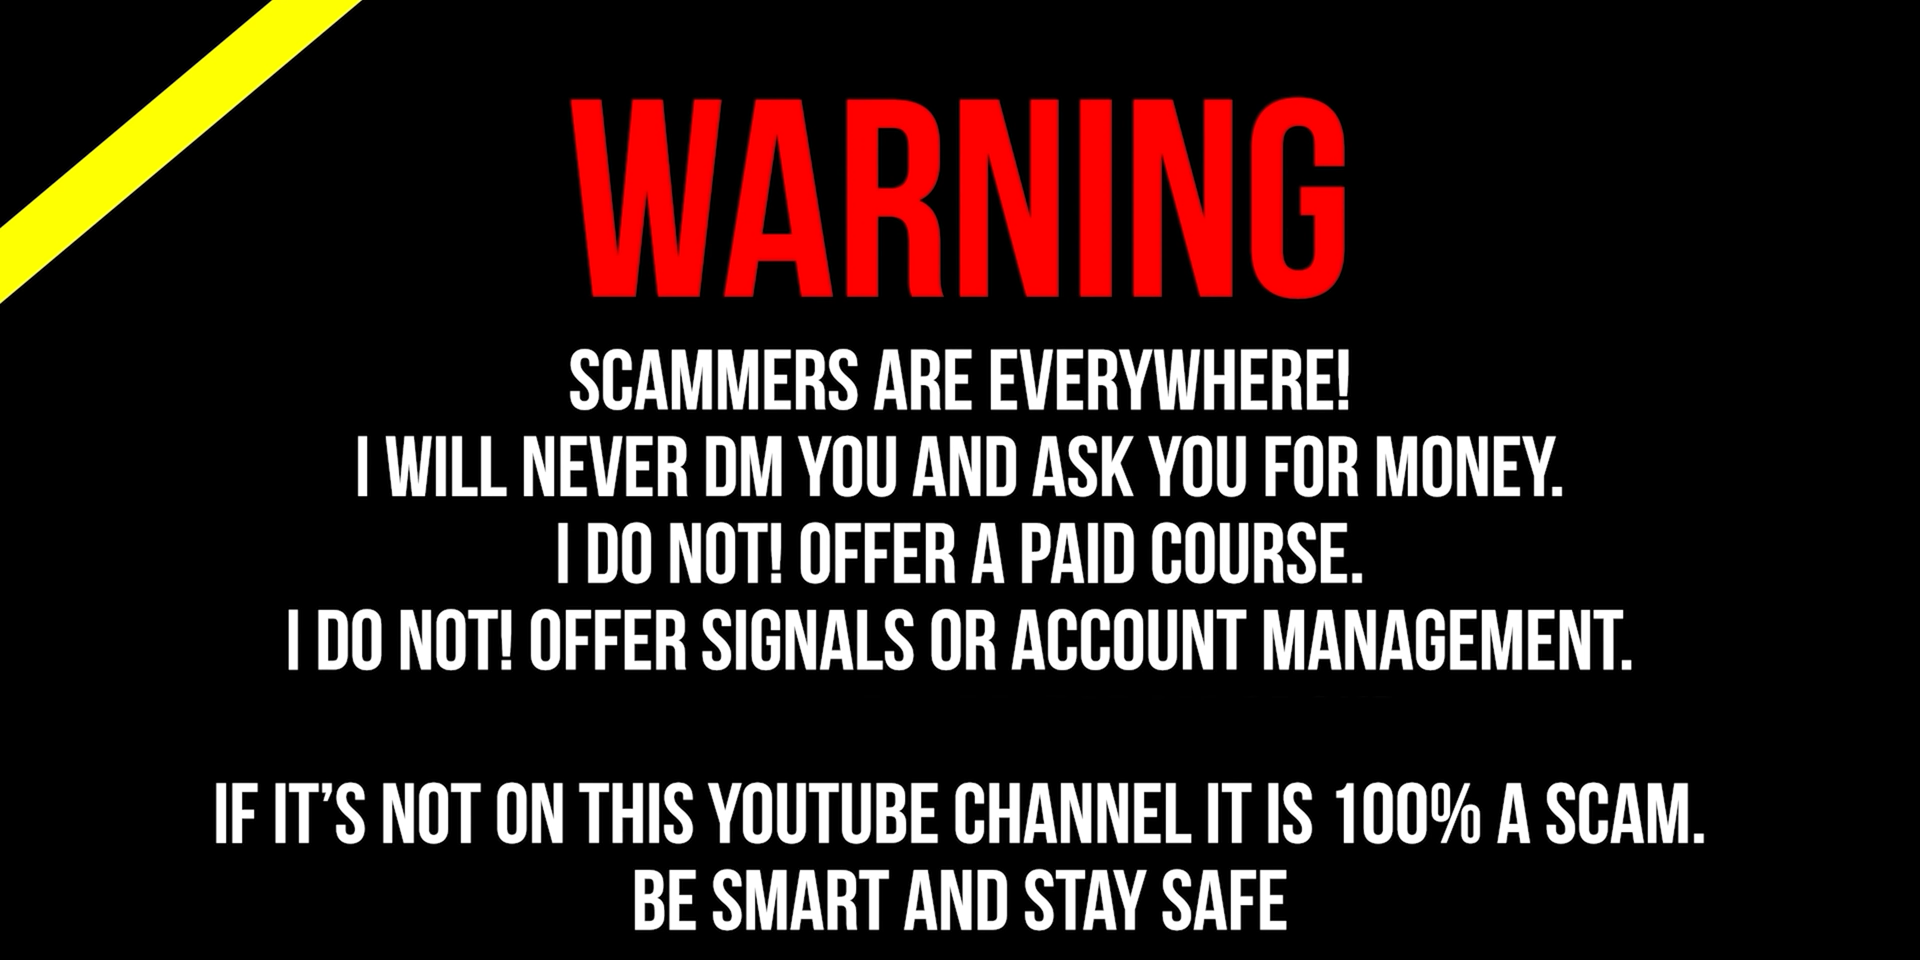 WARNING
SCAMMERS ARE EVERYWHERE!
I WILL NEVER DM YOU AND ASK YOU FOR MONEY.
I DO NOT! OFFER A PAID COURSE.
I DO NOT! OFFER SIGNALS OR ACCOUNT MANAGEMENT.
IF IT’S NOT ON THIS YOUTUBE CHANNEL IT IS 100% A SCAM.
BE SMART AND STAY SAFE